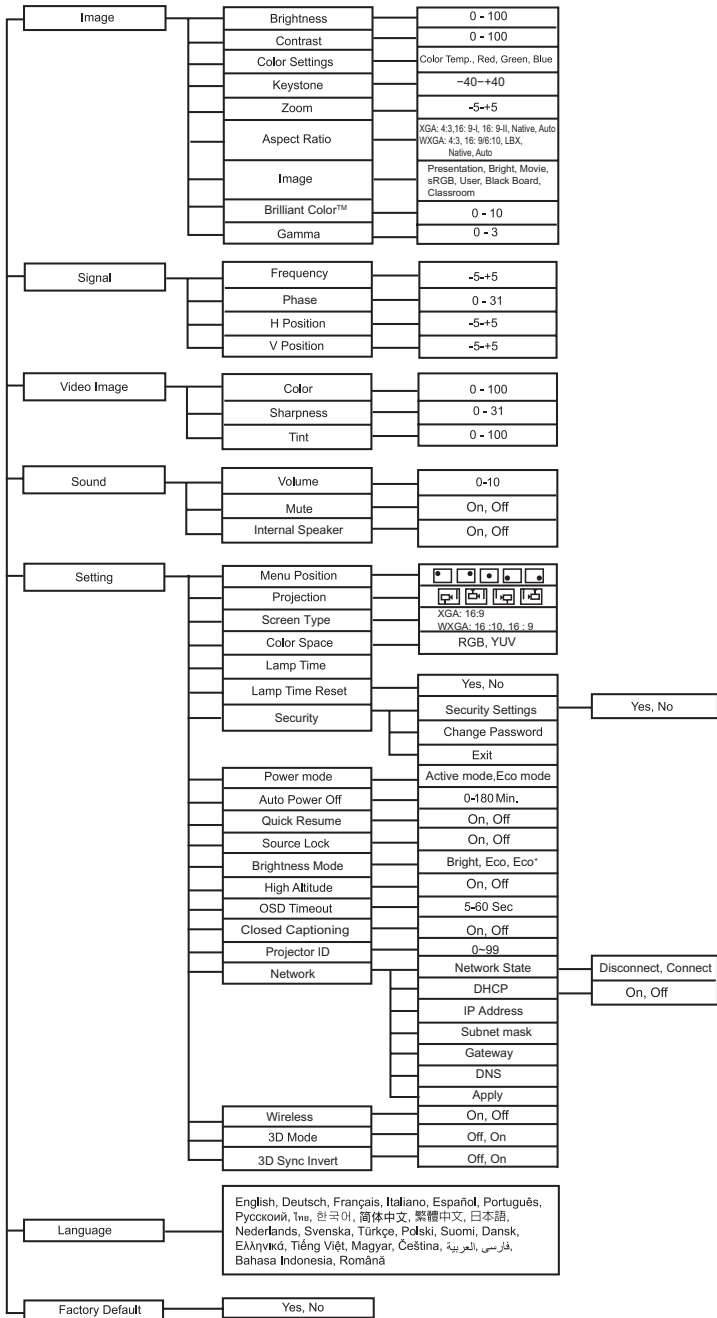 Image
Brightness
0 - 100
Contrast
0 - 100
Color Settings
Color Temp., Red, Green, Blue
Keystone
−40−+40
Zoom
-5-+5
Aspect Ratio
XGA: 4:3,16: 9-I, 16: 9-II, Native, Auto
WXGA: 4:3, 16: 9/6:10, LBX,
Native, Auto
Image
Presentation, Bright, Movie,
sRGB, User, Black Board,
Classroom
Brilliant Color™
0 - 10
Gamma
0 - 3
Signal
Frequency
-5-+5
Phase
0 - 31
H Position
-5-+5
V Position
-5-+5
Video Image
Color
0 - 100
Sharpness
0 - 31
Tint
0 - 100
Sound
Volume
0-10
Mute
On, Off
Internal Speaker
On, Off
Setting
Menu Position
Projection
Screen Type
XGA: 16:9
WXGA: 16 :10, 16 : 9
Color Space
RGB, YUV
Lamp Time
Lamp Time Reset
Yes, No
Security
Security Settings
Yes, No
Change Password
Exit
Power mode
Active mode,Eco mode
Auto Power Off
0-180 Min.
Quick Resume
On, Off
Source Lock
On, Off
Brightness Mode
Bright, Eco, Eco⁺
High Altitude
On, Off
OSD Timeout
5-60 Sec
Closed Captioning
On, Off
Projector ID
0~99
Network
Network State
Disconnect, Connect
DHCP
On, Off
IP Address
Subnet mask
Gateway
DNS
Apply
Wireless
On, Off
3D Mode
Off, On
3D Sync Invert
Off, On
Language
English, Deutsch, Français, Italiano, Español, Português,
Русскоий, ไทย, 한국어, 简体中文, 繁體中文, 日本語,
Nederlands, Svenska, Türkçe, Polski, Suomi, Dansk,
Ελληνικά, Tiếng Việt, Magyar, Čeština, فارسی, العربية,
Bahasa Indonesia, Română
Factory Default
Yes, No